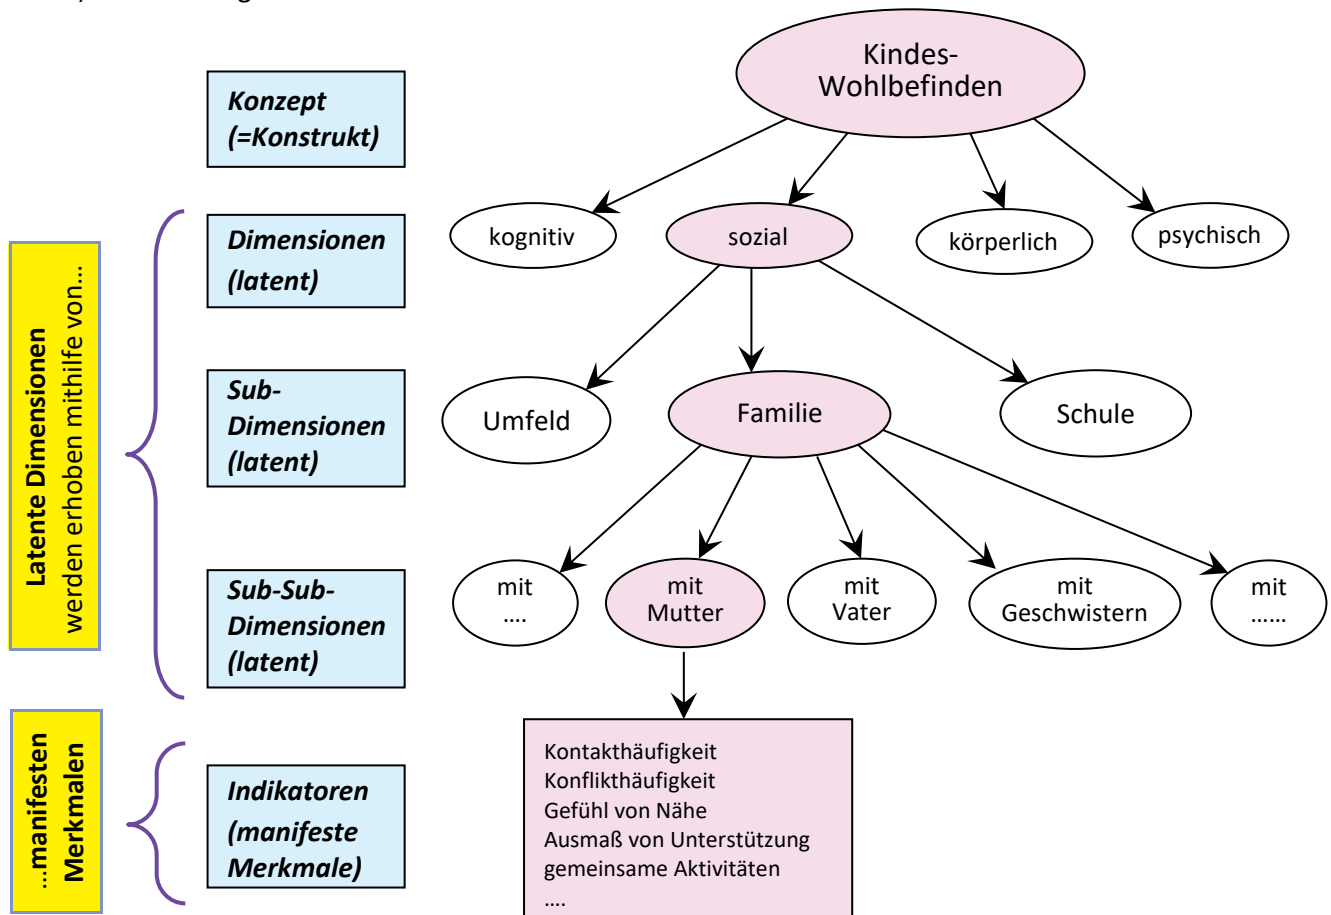 Kindes-
Wohlbefinden
Konzept
(=Konstrukt)
Dimensionen
(latent)
kognitiv
sozial
körperlich
psychisch
Latente Dimensionen
werden erhoben mithilfe von...
Sub-
Dimensionen
(latent)
Umfeld
Familie
Schule
Sub-Sub-
Dimensionen
(latent)
mit
....
mit
Mutter
mit
Vater
mit
Geschwistern
mit
......
...manifesten
Merkmalen
Indikatoren
(manifeste
Merkmale)
Kontakthäufigkeit
Konflikthäufigkeit
Gefühl von Nähe
Ausmaß von Unterstützung
gemeinsame Aktivitäten
....